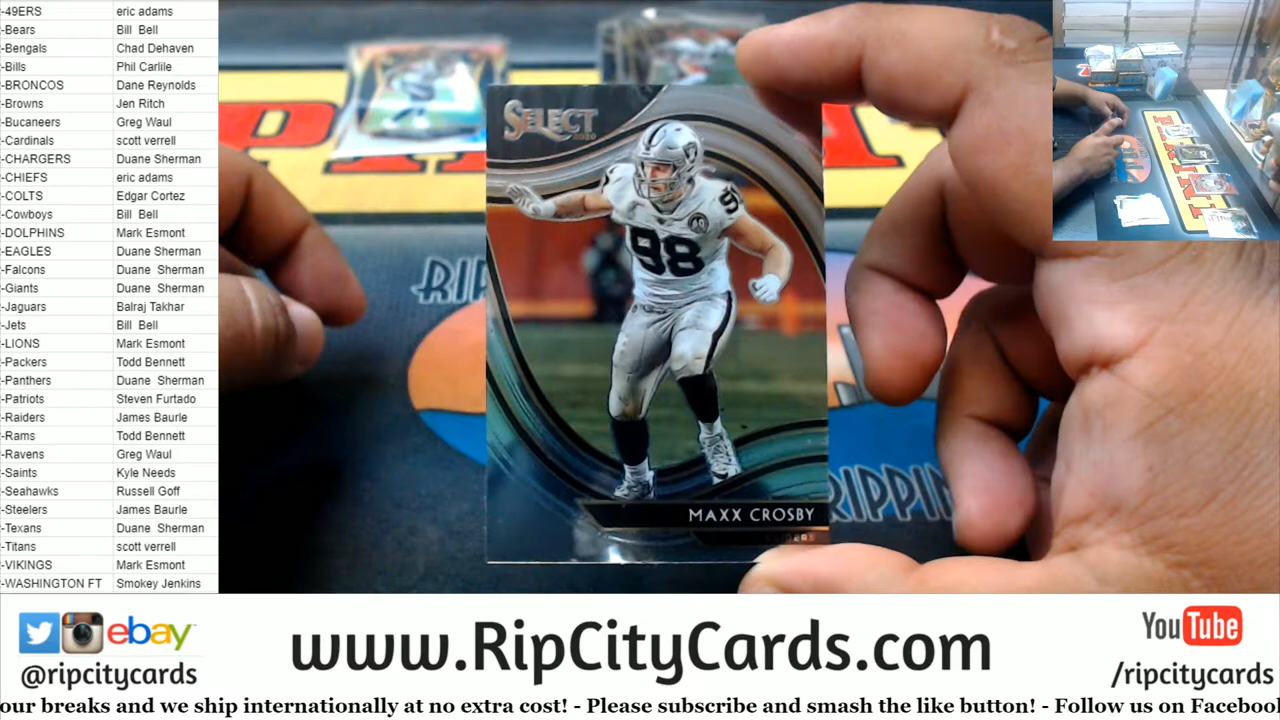 -49ERS eric adams
-Bears Bill Bell
-Bengals Chad Dehaven
-Bills Phil Carlile
-BRONCOS Dane Reynolds
-Browns Jen Ritch
-Bucaneers Greg Waul
-Cardinals scott verrell
-CHARGERS Duane Sherman
-CHIEFS eric adams
-COLTS Edgar Cortez
-Cowboys Bill Bell
-DOLPHINS Mark Esmont
-EAGLES Duane Sherman
-Falcons Duane Sherman
-Giants Duane Sherman
-Jaguars Balraj Takhar
-Jets Bill Bell
-LIONS Mark Esmont
-Packers Todd Bennett
-Panthers Duane Sherman
-Patriots Steven Furtado
-Raiders James Baurle
-Rams Todd Bennett
-Ravens Greg Waul
-Saints Kyle Needs
-Seahawks Russell Goff
-Steelers James Baurle
-Texans Duane Sherman
-Titans scott verrell
-VIKINGS Mark Esmont
-WASHINGTON FT Smokey Jenkins
SELECT
2020
98
MAXX CROSBY
RIP
RIPPIN
ebay
@ripcitycards
www.RipCityCards.com
YouTube
/ripcitycards
our breaks and we ship internationally at no extra cost! - Please subscribe and smash the like button! - Follow us on Faceboo